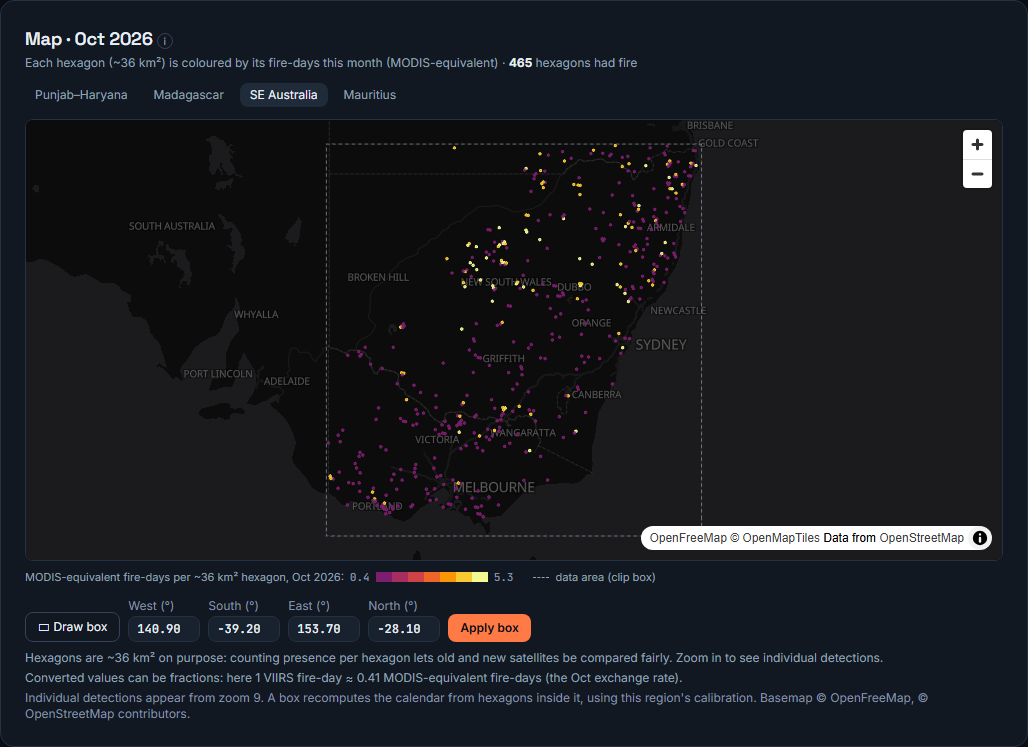 Map · Oct 2026 i
Each hexagon (~36 km²) is coloured by its fire-days this month (MODIS-equivalent) · 465 hexagons had fire
Punjab–Haryana Madagascar SE Australia Mauritius
BRISBANE
GOLD COAST
+
−
SOUTH AUSTRALIA
ARMIDALE
BROKEN HILL
NEW SOUTH WALES
DUBBO
WHYALLA
NEWCASTLE
ORANGE
SYDNEY
GRIFFITH
PORT LINCOLN
ADELAIDE
CANBERRA
WANGARATTA
VICTORIA
MELBOURNE
PORTLAND
OpenFreeMap © OpenMapTiles Data from OpenStreetMap i
MODIS-equivalent fire-days per ~36 km² hexagon, Oct 2026: 0.4 5.3 ---- data area (clip box)
West (°) South (°) East (°) North (°)
Draw box 140.90 -39.20 153.70 -28.10 Apply box
Hexagons are ~36 km² on purpose: counting presence per hexagon lets old and new satellites be compared fairly. Zoom in to see individual detections.
Converted values can be fractions: here 1 VIIRS fire-day ≈ 0.41 MODIS-equivalent fire-days (the Oct exchange rate).
Individual detections appear from zoom 9. A box recomputes the calendar from hexagons inside it, using this region's calibration. Basemap © OpenFreeMap, ©
OpenStreetMap contributors.